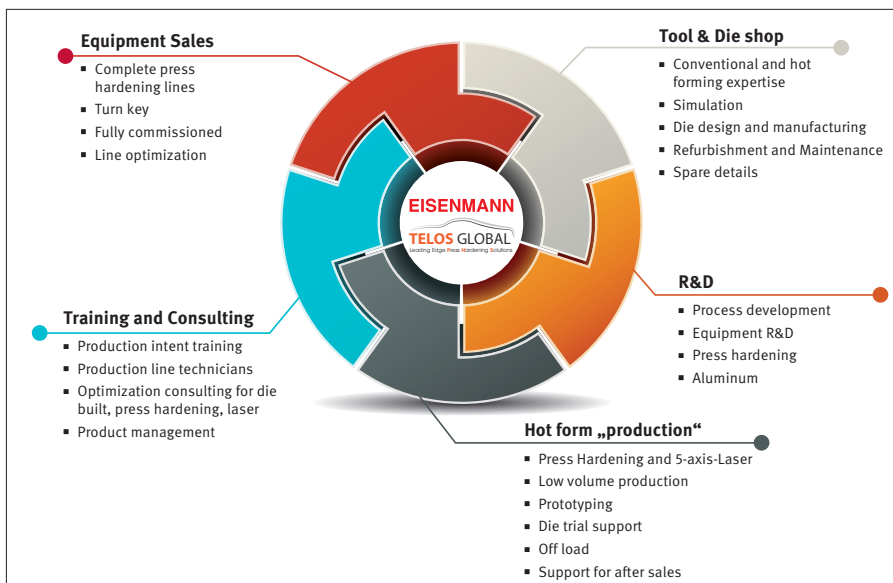 Equipment Sales
▪ Complete press
hardening lines
▪ Turn key
▪ Fully commissioned
▪ Line optimization
Tool & Die shop
▪ Conventional and hot
forming expertise
▪ Simulation
▪ Die design and manufacturing
▪ Refurbishment and Maintenance
▪ Spare details
EISENMANN
TELOS GLOBAL
Leading Edge Press Hardening Solutions
R&D
▪ Process development
▪ Equipment R&D
▪ Press hardening
▪ Aluminum
Training and Consulting
▪ Production intent training
▪ Production line technicians
▪ Optimization consulting for die
built, press hardening, laser
▪ Product management
Hot form „production“
▪ Press Hardening and 5-axis-Laser
▪ Low volume production
▪ Prototyping
▪ Die trial support
▪ Off load
▪ Support for after sales